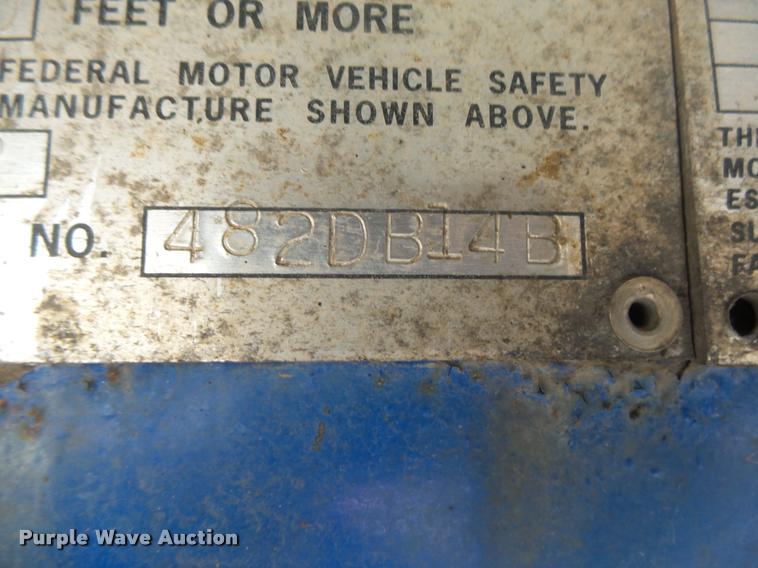 FEET OR MORE
FEDERAL MOTOR VEHICLE SAFETY
MANUFACTURE SHOWN ABOVE.
NO. 482DB14B
Purple Wave Auction